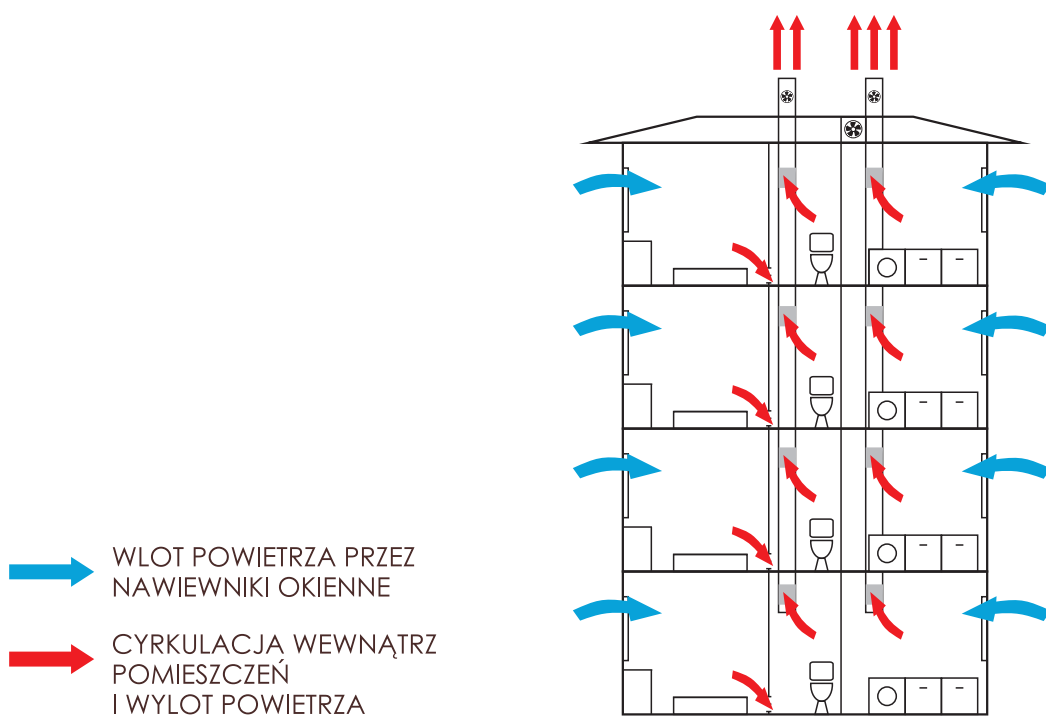 WLOT POWIETRZA PRZEZ
NAWIEWNIKI OKIENNE
CYRKULACJA WEWNĄTRZ
POMIESZCZEŃ
I WYLOT POWIETRZA